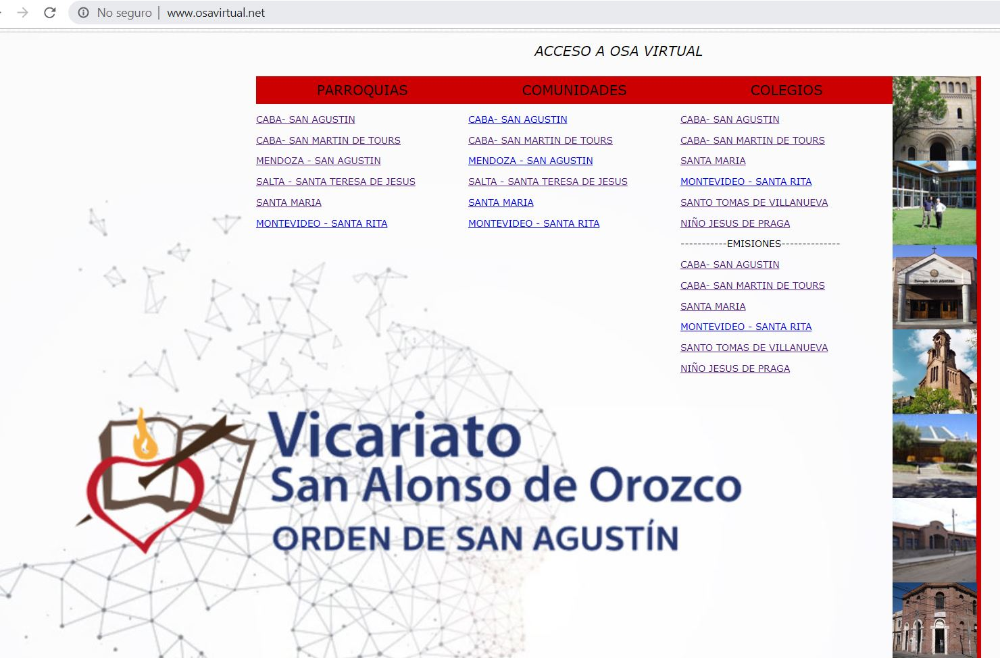 No seguro | www.osavirtual.net
ACCESO A OSA VIRTUAL
PARROQUIAS
CABA- SAN AGUSTIN
CABA- SAN MARTIN DE TOURS
MENDOZA - SAN AGUSTIN
SALTA - SANTA TERESA DE JESUS
SANTA MARIA
MONTEVIDEO - SANTA RITA
COMUNIDADES
CABA- SAN AGUSTIN
CABA- SAN MARTIN DE TOURS
MENDOZA - SAN AGUSTIN
SALTA - SANTA TERESA DE JESUS
SANTA MARIA
MONTEVIDEO - SANTA RITA
COLEGIOS
CABA- SAN AGUSTIN
CABA- SAN MARTIN DE TOURS
SANTA MARIA
MONTEVIDEO - SANTA RITA
SANTO TOMAS DE VILLANUEVA
NIÑO JESUS DE PRAGA
-----------EMISIONES--------------
CABA- SAN AGUSTIN
CABA- SAN MARTIN DE TOURS
SANTA MARIA
MONTEVIDEO - SANTA RITA
SANTO TOMAS DE VILLANUEVA
NIÑO JESUS DE PRAGA
Parroquia SAN AGUSTIN
Vicariato
San Alonso de Orozco
ORDEN DE SAN AGUSTÍN